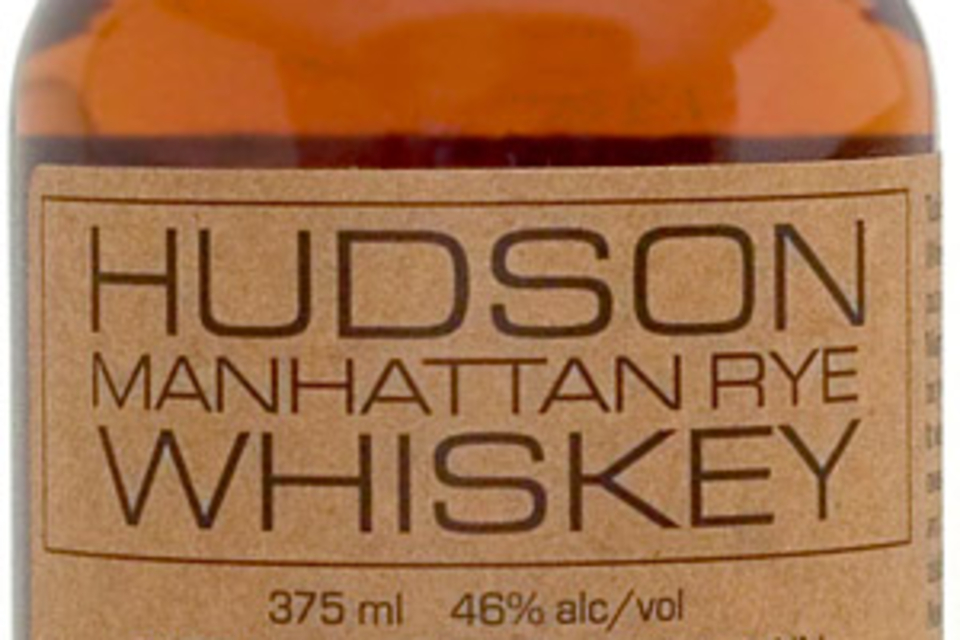 HUDSON
MANHATTAN RYE
WHISKEY
375 ml 46% alc/vol